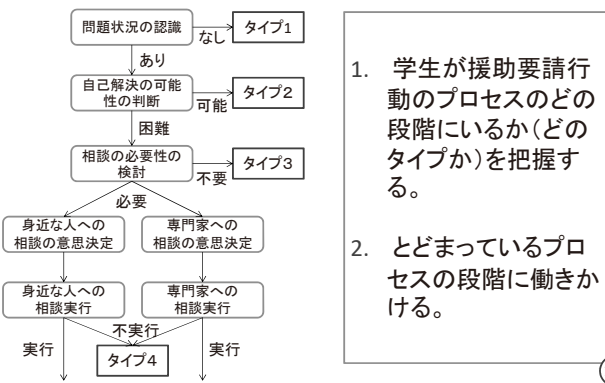 問題状況の認識
なし
タイプ1
あり
自己解決の可能
性の判断
可能
タイプ2
困難
相談の必要性の
検討
不要
タイプ3
必要
身近な人への
相談の意思決定
専門家への
相談の意思決定
身近な人への
相談実行
専門家への
相談実行
不実行
実行
タイプ4
実行
1. 学生が援助要請行
動のプロセスのどの
段階にいるか(どの
タイプか)を把握す
る。
2. とどまっているプロ
セスの段階に働きか
ける。